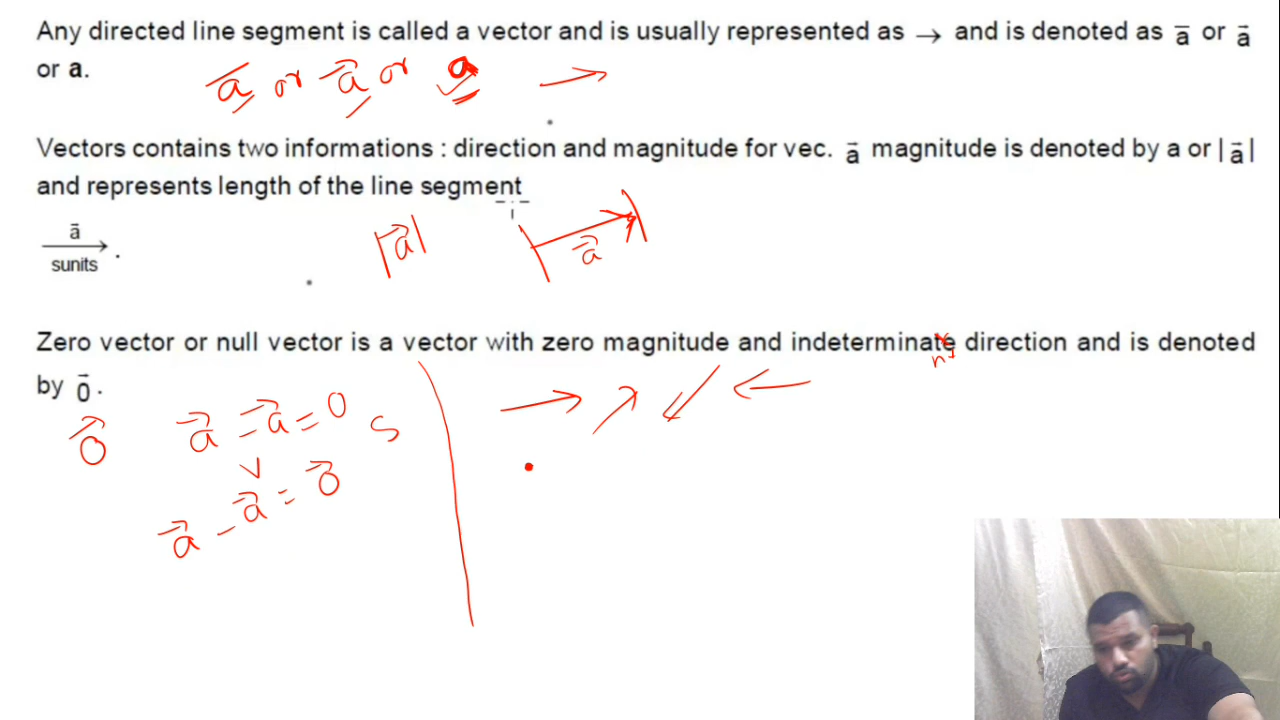 Any directed line segment is called a vector and is usually represented as → and is denoted as a̅ or a⃗
or a.
a̅ or a⃗ or a →
Vectors contains two informations : direction and magnitude for vec. a⃗ magnitude is denoted by a or | a⃗ |
and represents length of the line segment
a⃗
sunits .
|a⃗| a⃗
Zero vector or null vector is a vector with zero magnitude and indeterminate direction and is denoted
by 0⃗ .
0⃗ a⃗ - a⃗ = 0 S
a⃗ - a⃗ = 0⃗